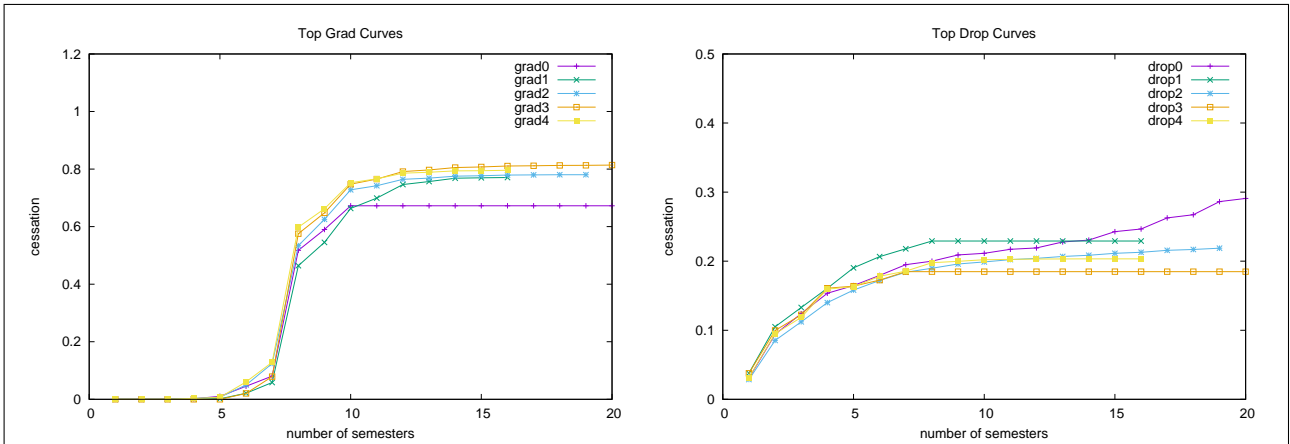 Top Grad Curves
1.2
1
0.8
0.6
0.4
0.2
0
cessation
0
5
10
15
20
number of semesters
grad0
grad1
grad2
grad3
grad4
Top Drop Curves
0.5
0.4
0.3
0.2
0.1
0
cessation
0
5
10
15
20
number of semesters
drop0
drop1
drop2
drop3
drop4